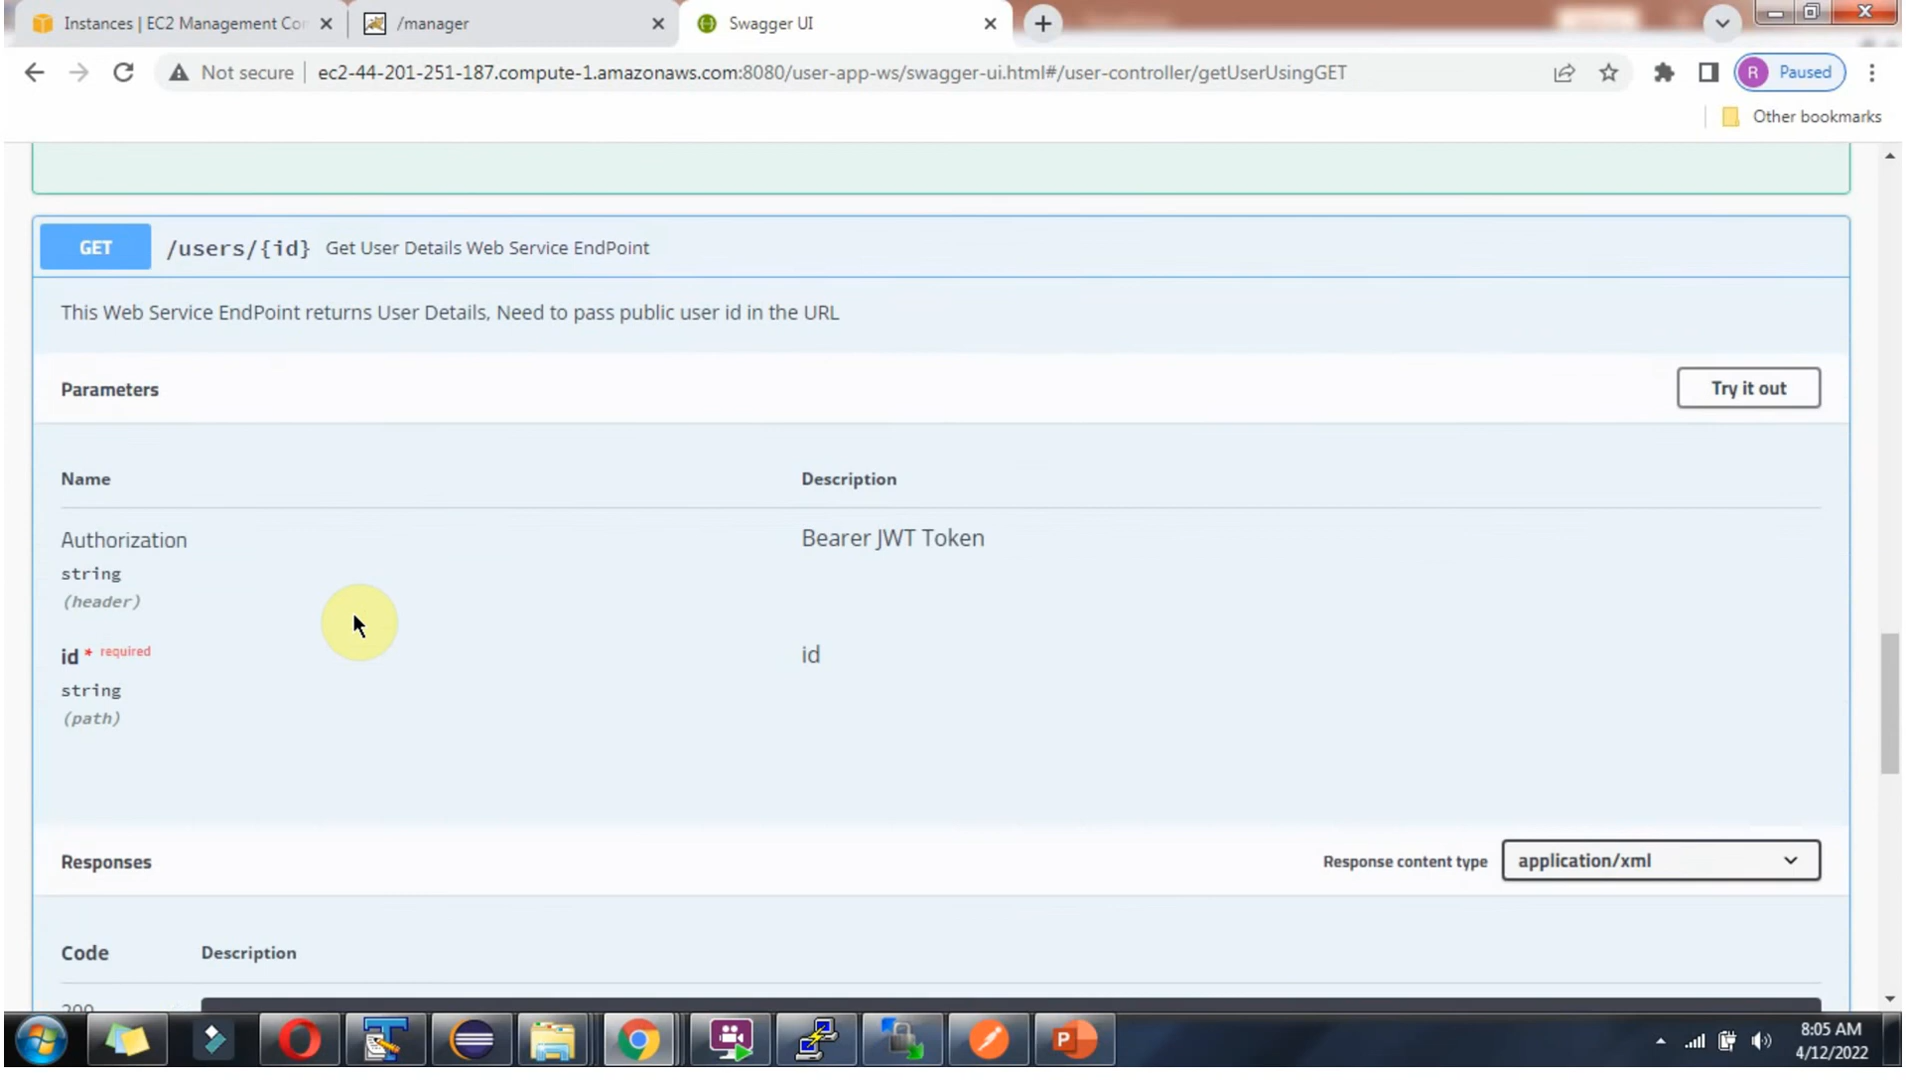 Instances | EC2 Management Cor
/manager
Swagger UI
Not secure
ec2-44-201-251-187.compute-1.amazonaws.com:8080/user-app-ws/swagger-ui.html#/user-controller/getUserUsingGET
R
Paused
Other bookmarks
GET
/users/{id}
Get User Details Web Service EndPoint
This Web Service EndPoint returns User Details, Need to pass public user id in the URL
Parameters
Try it out
Name
Description
Authorization
Bearer JWT Token
string
(header)
id * required
id
string
(path)
Responses
Response content type
application/xml
Code
Description
200
8:05 AM
4/12/2022